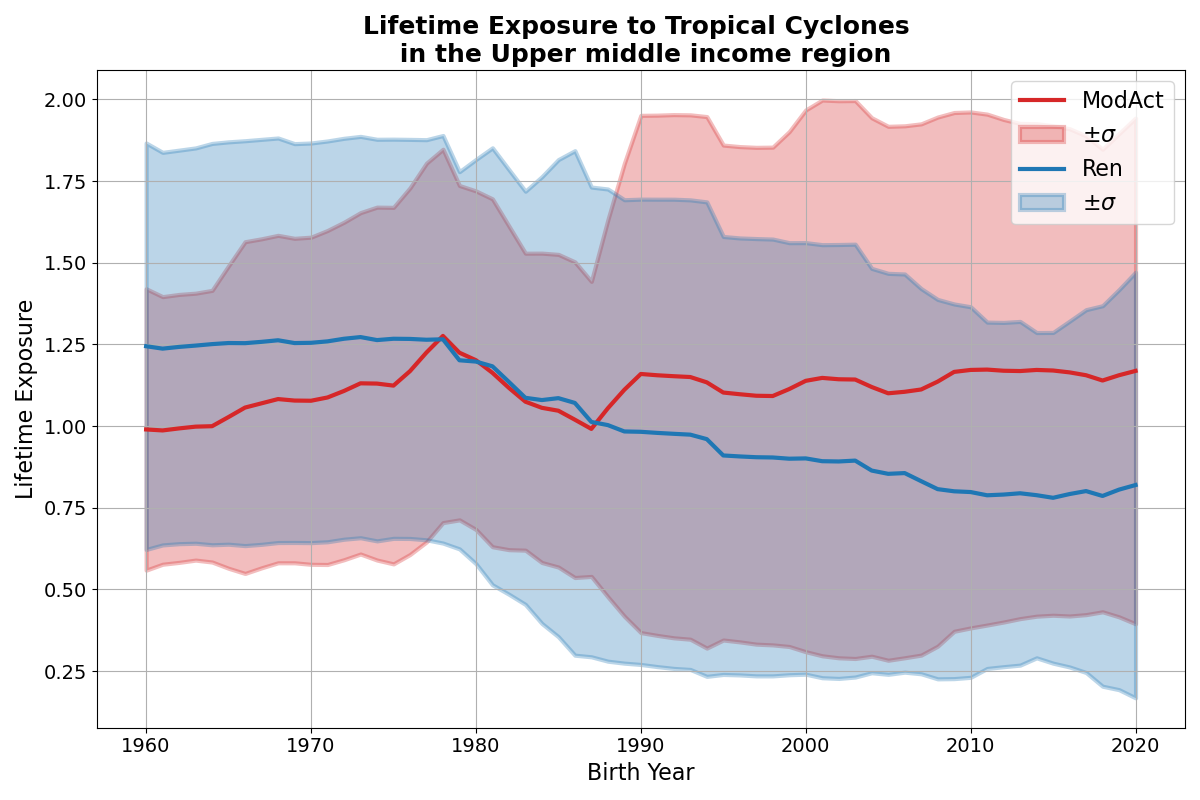 Lifetime Exposure to Tropical Cyclones
in the Upper middle income region
ModAct
±σ
Ren
±σ
Lifetime Exposure
2.00
1.75
1.50
1.25
1.00
0.75
0.50
0.25
1960
1970
1980
1990
2000
2010
2020
Birth Year